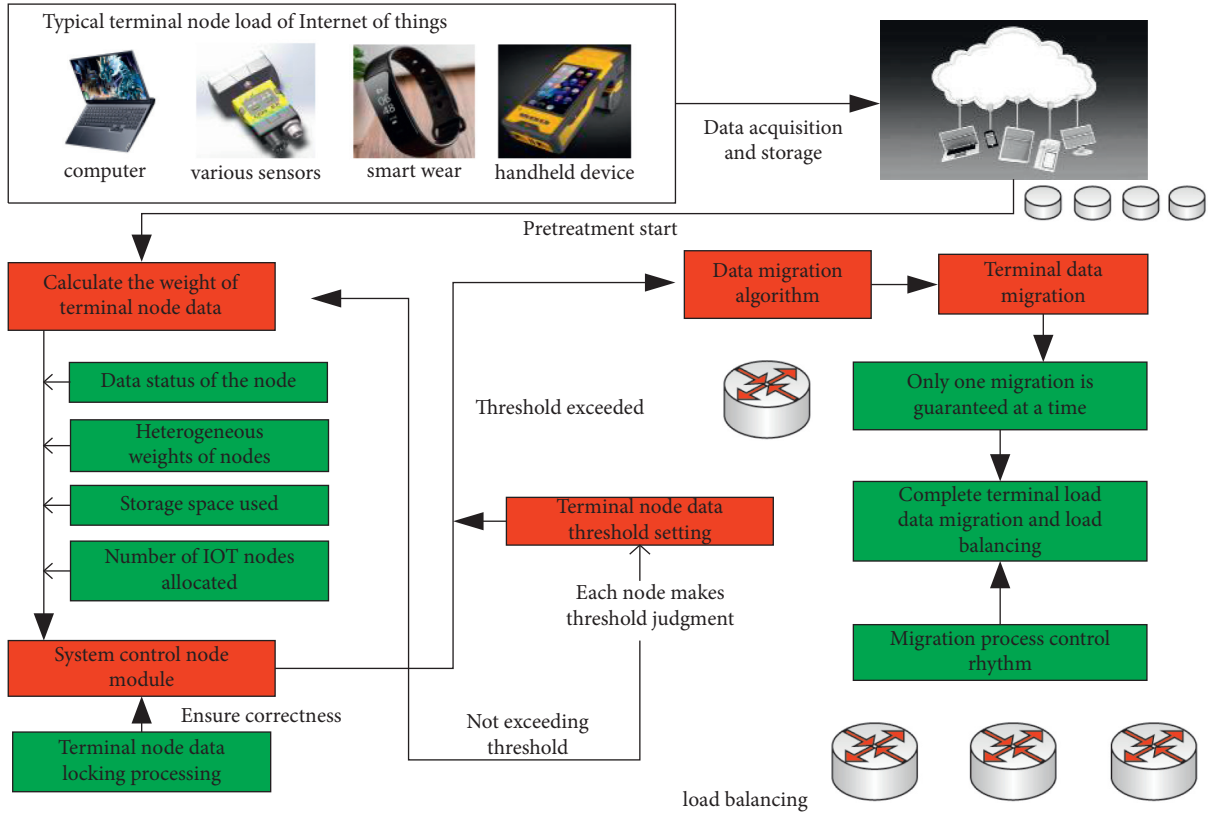 Typical terminal node load of Internet of things
computer
various sensors
smart wear
handheld device
Data acquisition
and storage
Pretreatment start
Calculate the weight of
terminal node data
Data migration
algorithm
Terminal data
migration
Data status of the node
Heterogeneous
weights of nodes
Storage space used
Number of IOT nodes
allocated
Threshold exceeded
Only one migration is
guaranteed at a time
Terminal node data
threshold setting
Complete terminal load
data migration and load
balancing
Each node makes
threshold judgment
System control node
module
Migration process control
rhythm
Ensure correctness
Not exceeding
threshold
Terminal node data
locking processing
load balancing
06
48